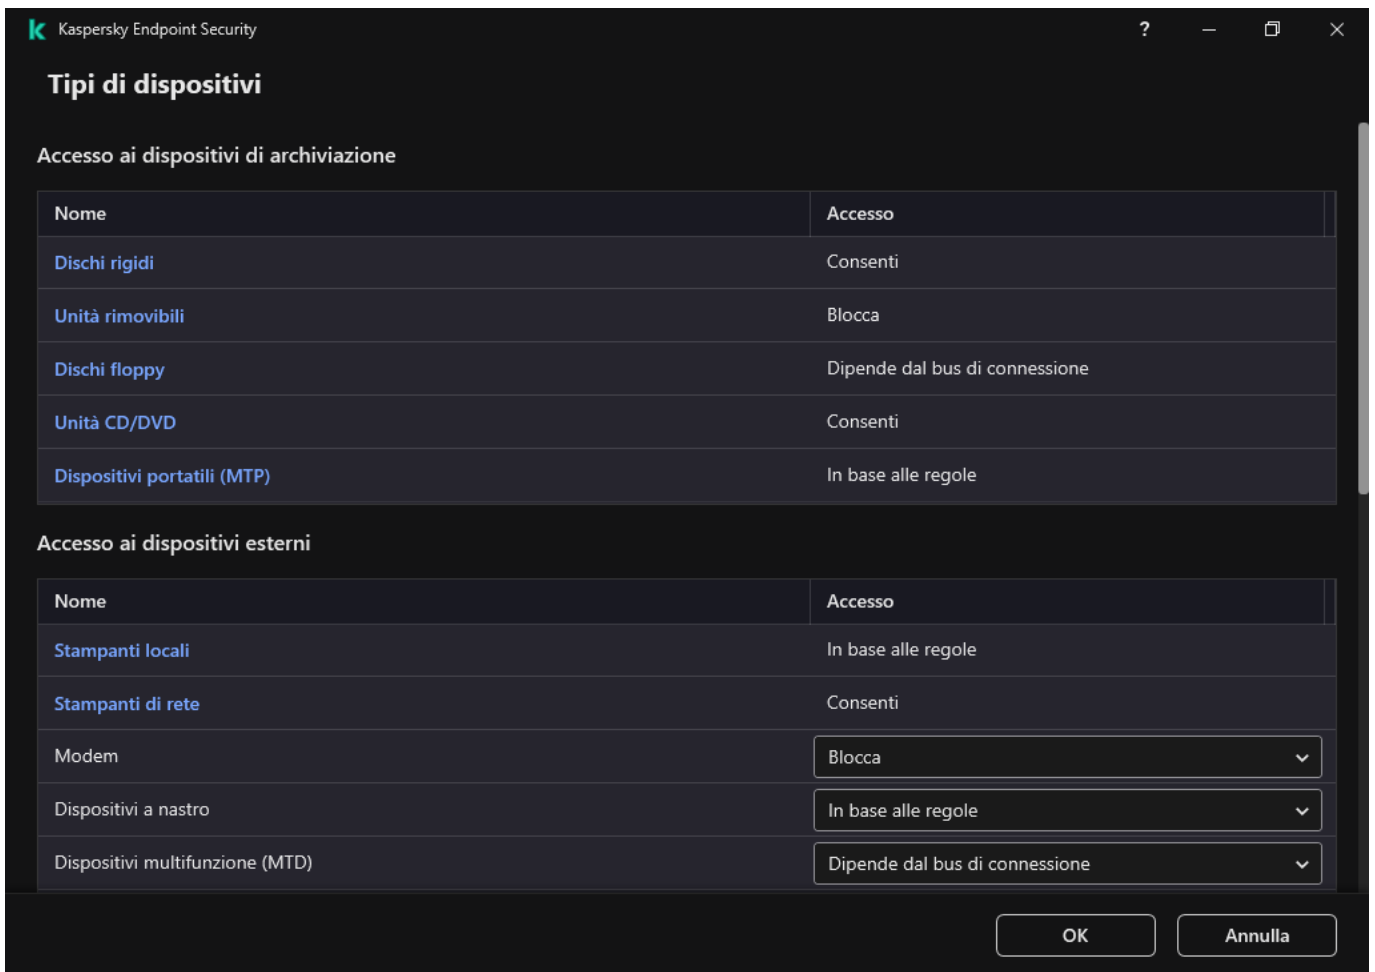 Kaspersky Endpoint Security
?
Tipi di dispositivi
Accesso ai dispositivi di archiviazione
Nome Accesso
Dischi rigidi Consenti
Unità rimovibili Blocca
Dischi floppy Dipende dal bus di connessione
Unità CD/DVD Consenti
Dispositivi portatili (MTP) In base alle regole
Accesso ai dispositivi esterni
Nome Accesso
Stampanti locali In base alle regole
Stampanti di rete Consenti
Modem Blocca
Dispositivi a nastro In base alle regole
Dispositivi multifunzione (MTD) Dipende dal bus di connessione
OK Annulla